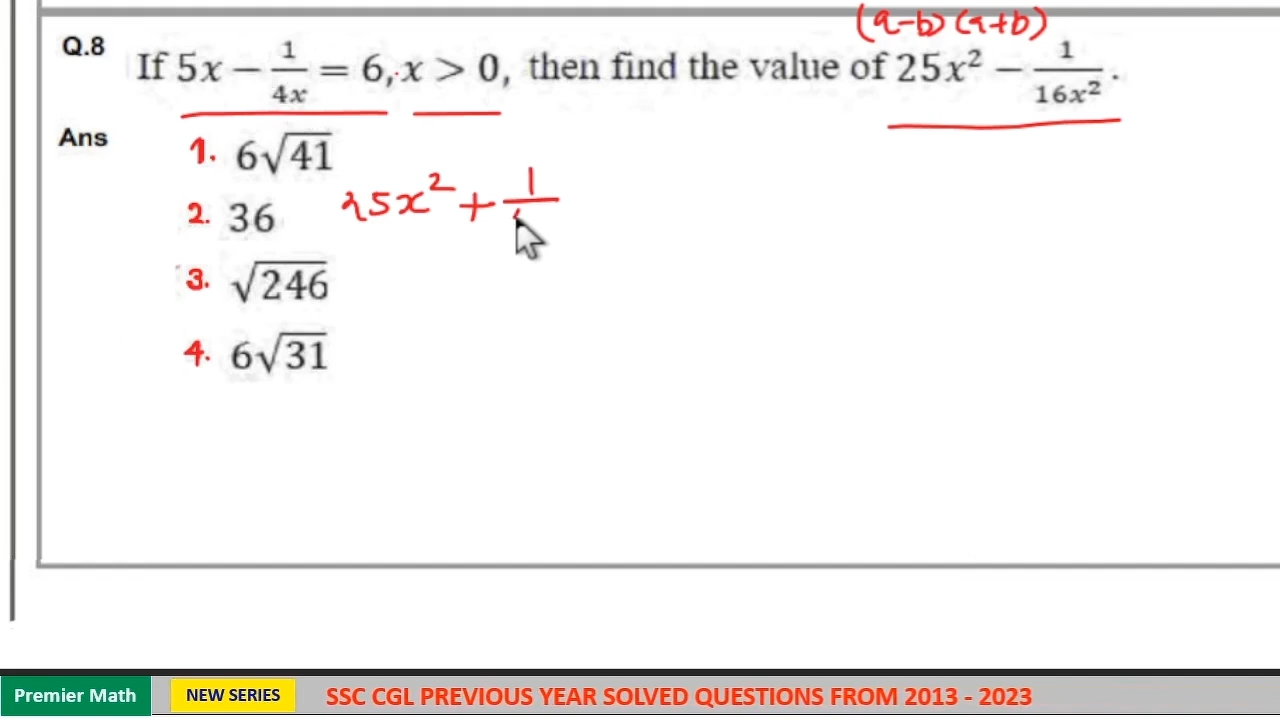 (a-b) (a+b)
Q.8 If 5x − 1/4x = 6, x > 0, then find the value of 25x² − 1/16x².
Ans
1. 6√41
2. 36
25x² + 1/
3. √246
4. 6√31
Premier Math NEW SERIES SSC CGL PREVIOUS YEAR SOLVED QUESTIONS FROM 2013 - 2023